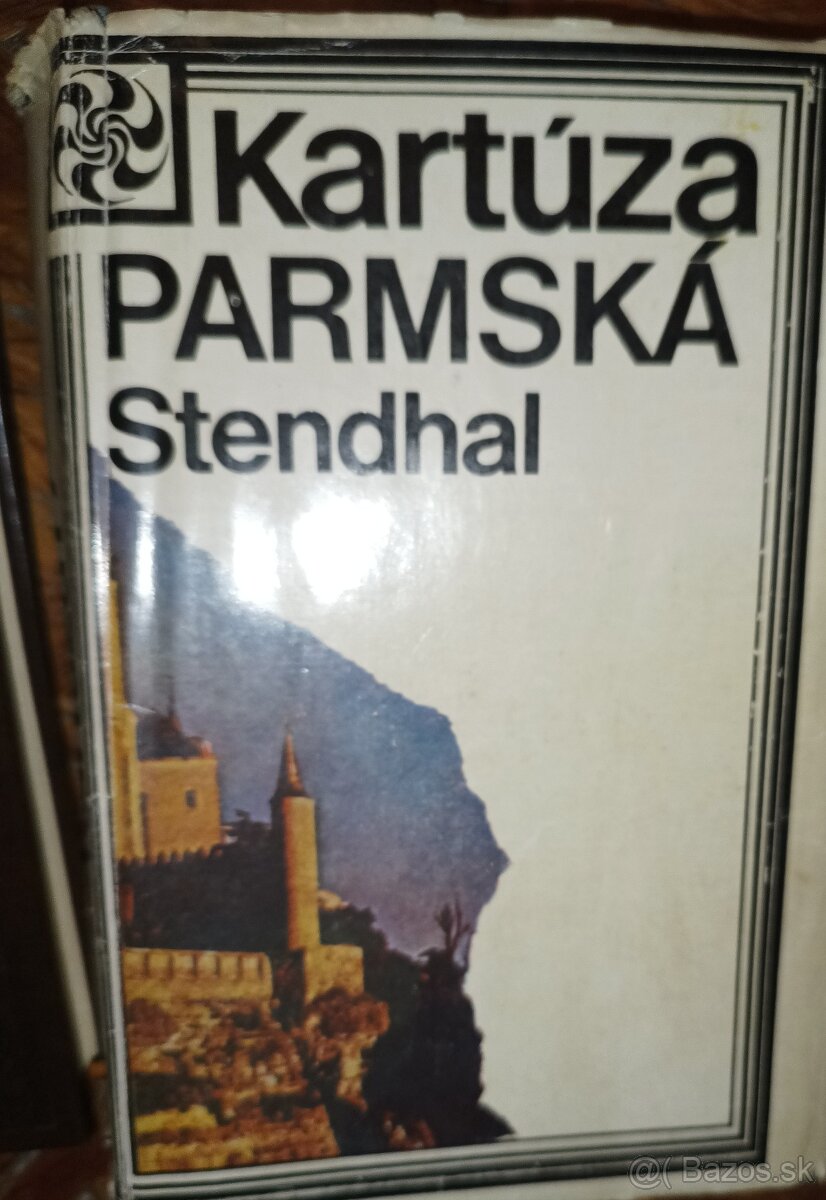 Kartúza
PARMSKÁ
Stendhal
@( Bazos.sk